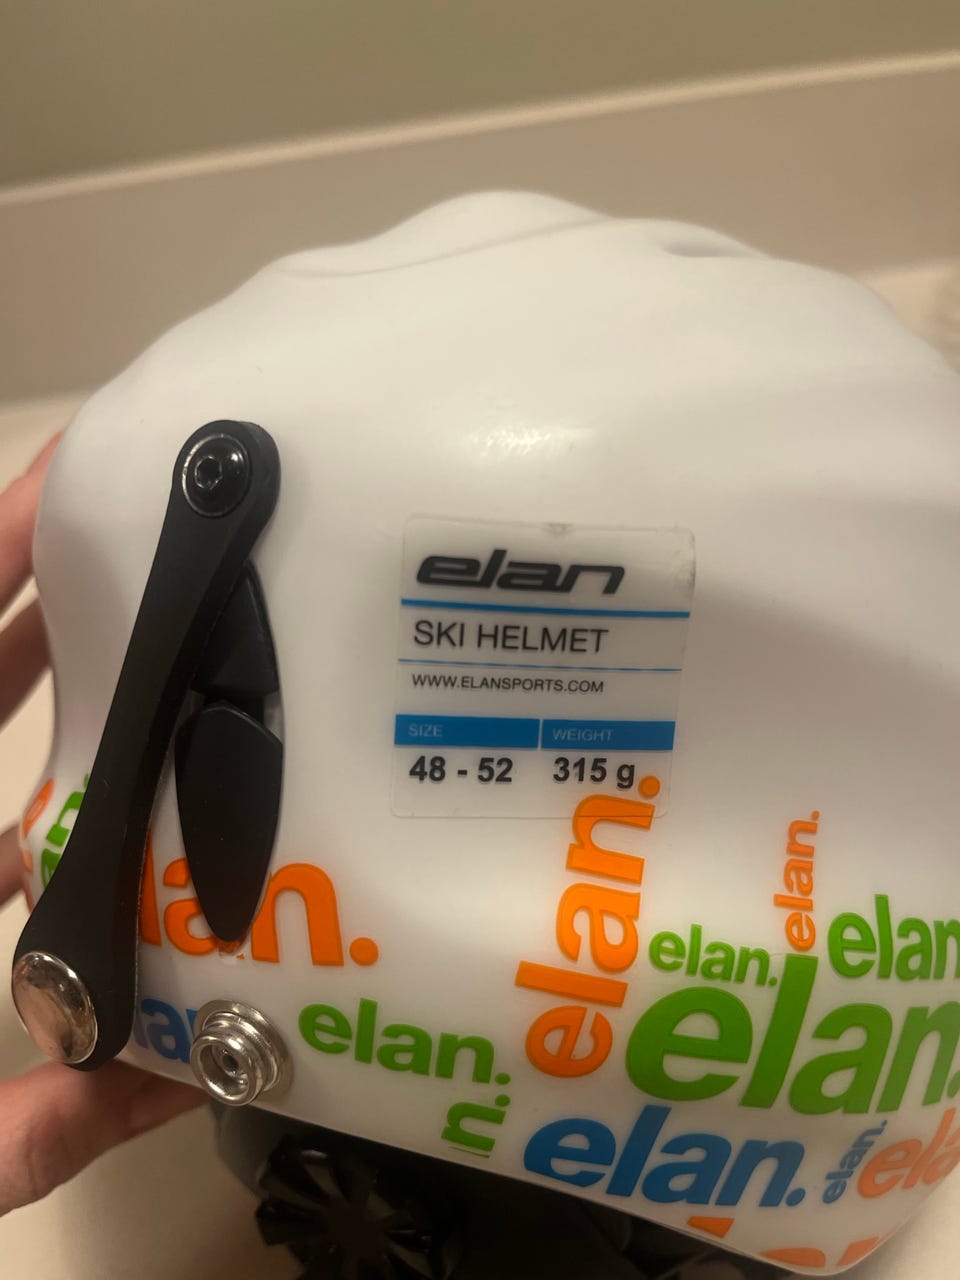 elan
SKI HELMET
WWW.ELANSPORTS.COM
SIZE WEIGHT
48 - 52 315 g
elan.
elan.
elan.
elan
lan.
elan.
elan.
n.
elan.
elan.